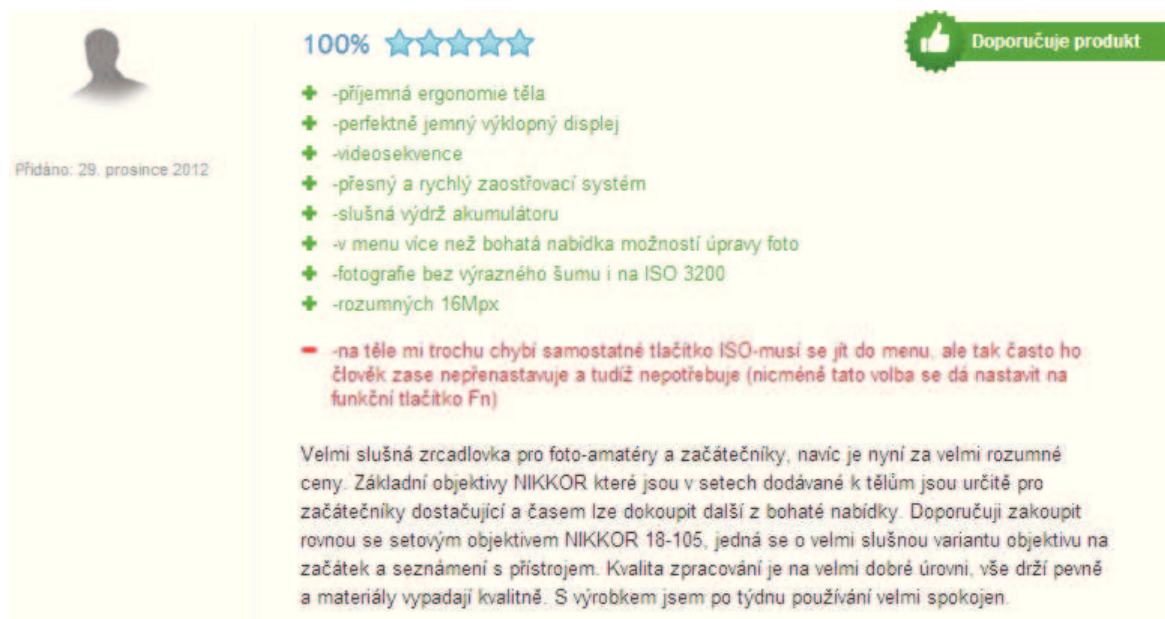 100%
Doporučuje produkt
Přidáno: 29. prosince 2012
-příjemná ergonomie těla
-perfektně jemný výklopný displej
-videosekvence
-přesný a rychlý zaostřovací systém
-slušná výdrž akumulátoru
-v menu více než bohatá nabídka možností úpravy foto
-fotografie bez výrazného šumu i na ISO 3200
-rozumných 16Mpx
-na těle mi trochu chybí samostatné tlačítko ISO-musí se jít do menu, ale tak často ho
člověk zase nepřenastavuje a tudíž nepotřebuje (nicméně tato volba se dá nastavit na
funkční tlačítko Fn)
Velmi slušná zrcadlovka pro foto-amatéry a začátečníky, navíc je nyní za velmi rozumné
ceny. Základní objektivy NIKKOR které jsou v setech dodávané k tělům jsou určitě pro
začátečníky dostačující a časem lze dokoupit další z bohaté nabídky. Doporučuji zakoupit
rovnou se setovým objektivem NIKKOR 18-105, jedná se o velmi slušnou variantu objektivu na
začátek a seznámení s přístrojem. Kvalita zpracování je na velmi dobré úrovni, vše drží pevně
a materiály vypadají kvalitně. S výrobkem jsem po týdnu používání velmi spokojen.